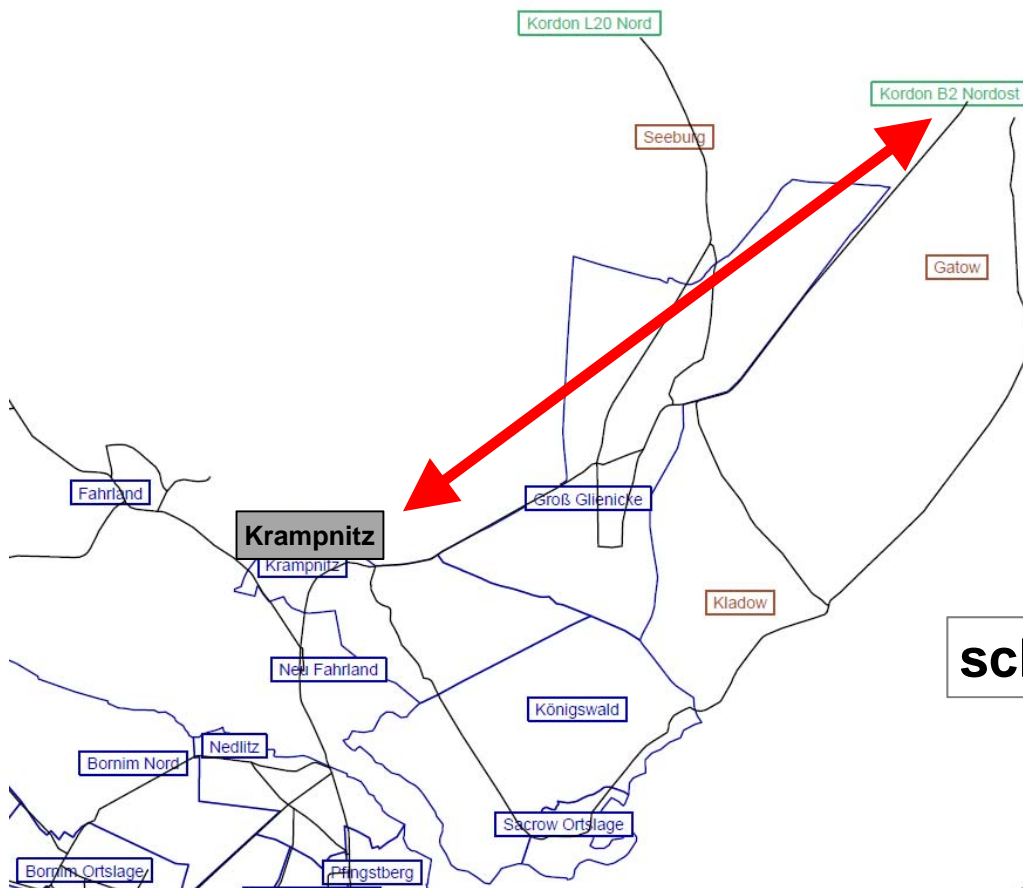 Kordon L20 Nord
Kordon B2 Nordost
Seeburg
Gatow
Fahrland
Groß Glienicke
Krampnitz
Krampnitz
Kladow
Neu Fahrland
Königswald
Nedlitz
Bornim Nord
Sacrow Ortslage
Bornim Ortslage
Pfingstberg